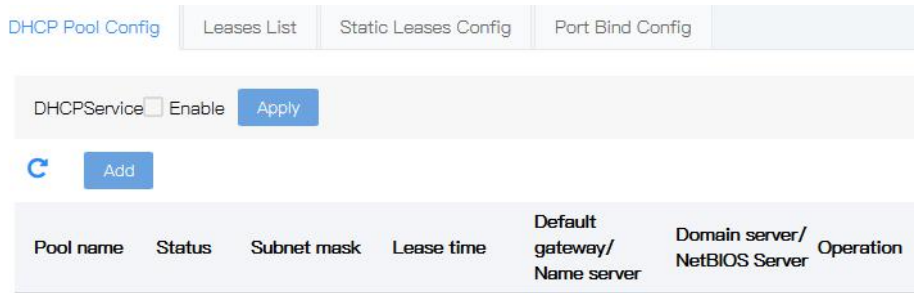 DHCP Pool Config Leases List Static Leases Config Port Bind Config
DHCPService Enable Apply
Add
Pool name Status Subnet mask Lease time Default gateway/ Name server Domain server/ NetBIOS Server Operation